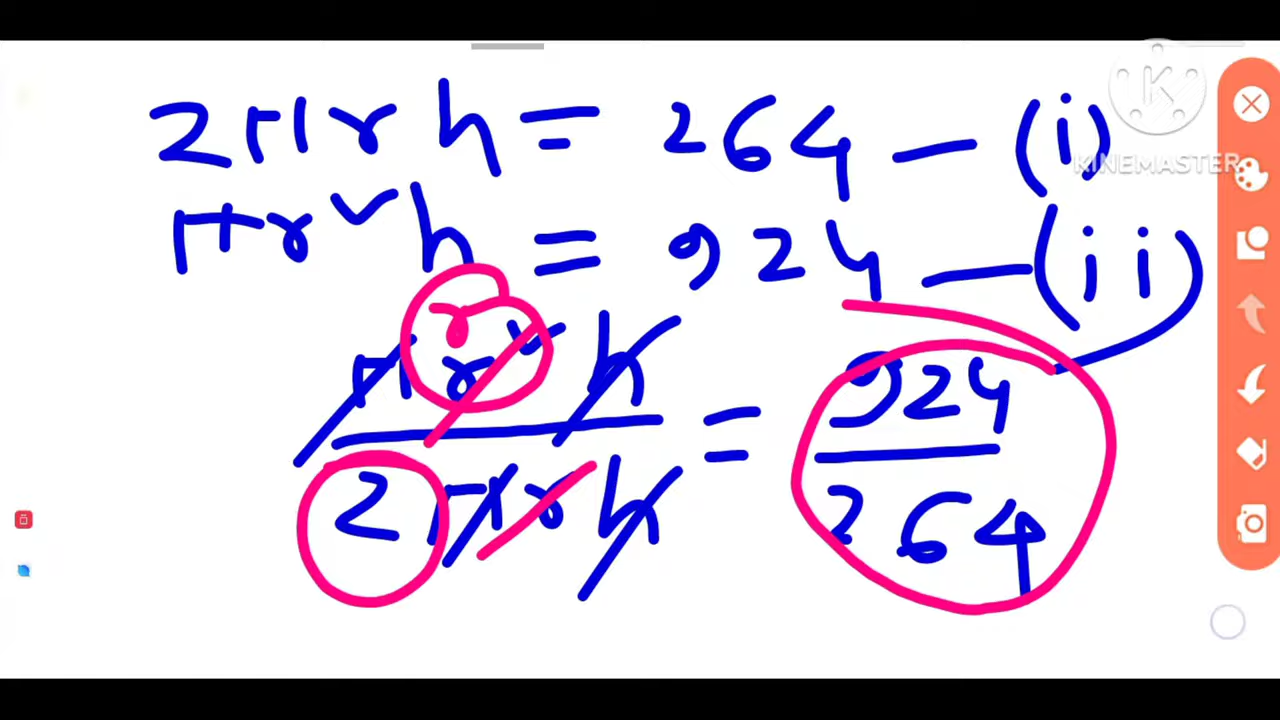 2πrh = 264 — (i)
KINEMASTER
πr²h = 924 — (ii)
πr²h / 2πrh = 924 / 264
r